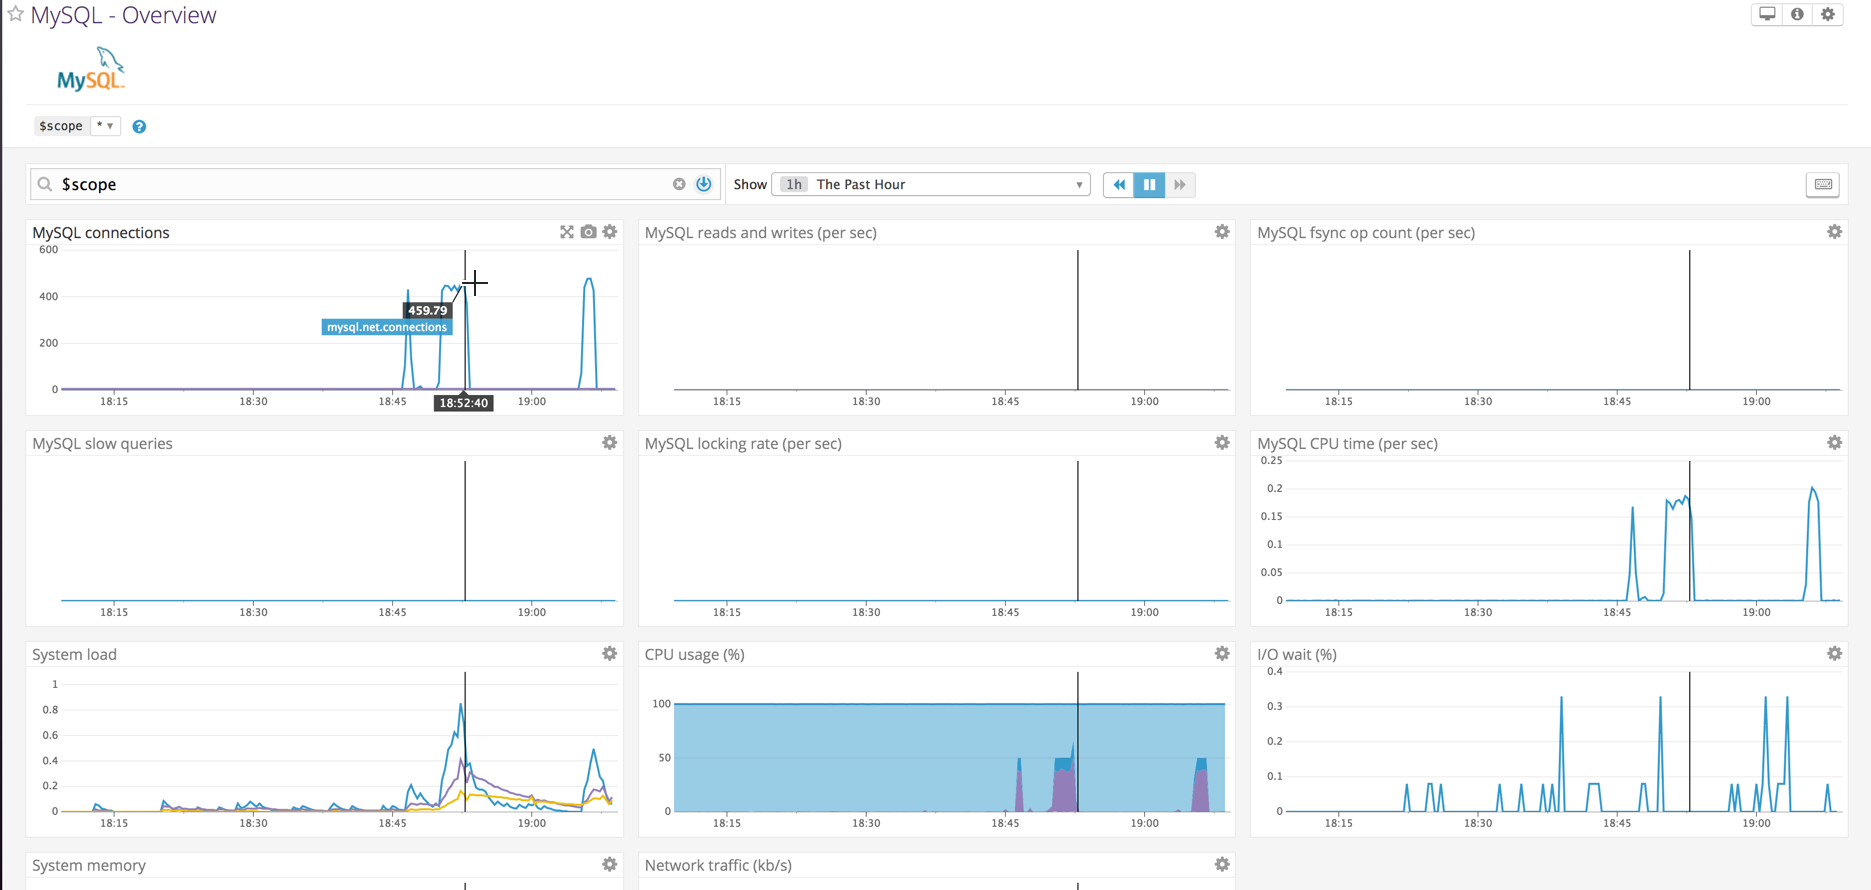 MySQL - Overview
MySQL
$scope * ▾ ?
$scope
Show 1h The Past Hour
MySQL connections
600
400
200
0
459.79
mysql.net.connections
18:15 18:30 18:45 18:52:40 19:00
MySQL reads and writes (per sec)
18:15 18:30 18:45 19:00
MySQL fsync op count (per sec)
18:15 18:30 18:45 19:00
MySQL slow queries
18:15 18:30 18:45 19:00
MySQL locking rate (per sec)
18:15 18:30 18:45 19:00
MySQL CPU time (per sec)
0.25
0.2
0.15
0.1
0.05
0
18:15 18:30 18:45 19:00
System load
1
0.8
0.6
0.4
0.2
0
18:15 18:30 18:45 19:00
CPU usage (%)
100
50
0
18:15 18:30 18:45 19:00
I/O wait (%)
0.4
0.3
0.2
0.1
0
18:15 18:30 18:45 19:00
System memory
Network traffic (kb/s)